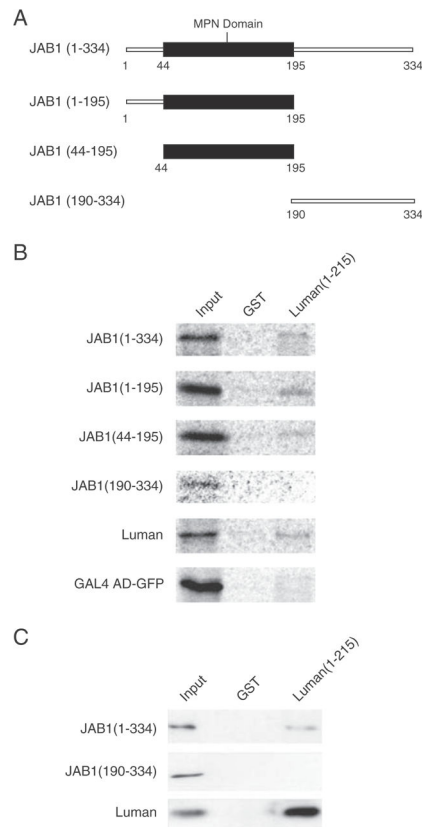 A
MPN Domain
JAB1 (1-334)
1 44 195 334
JAB1 (1-195)
1 195
JAB1 (44-195)
44 195
JAB1 (190-334)
190 334
B
Input GST Luman(1-215)
JAB1(1-334)
JAB1(1-195)
JAB1(44-195)
JAB1(190-334)
Luman
GAL4 AD-GFP
C
Input GST Luman(1-215)
JAB1(1-334)
JAB1(190-334)
Luman